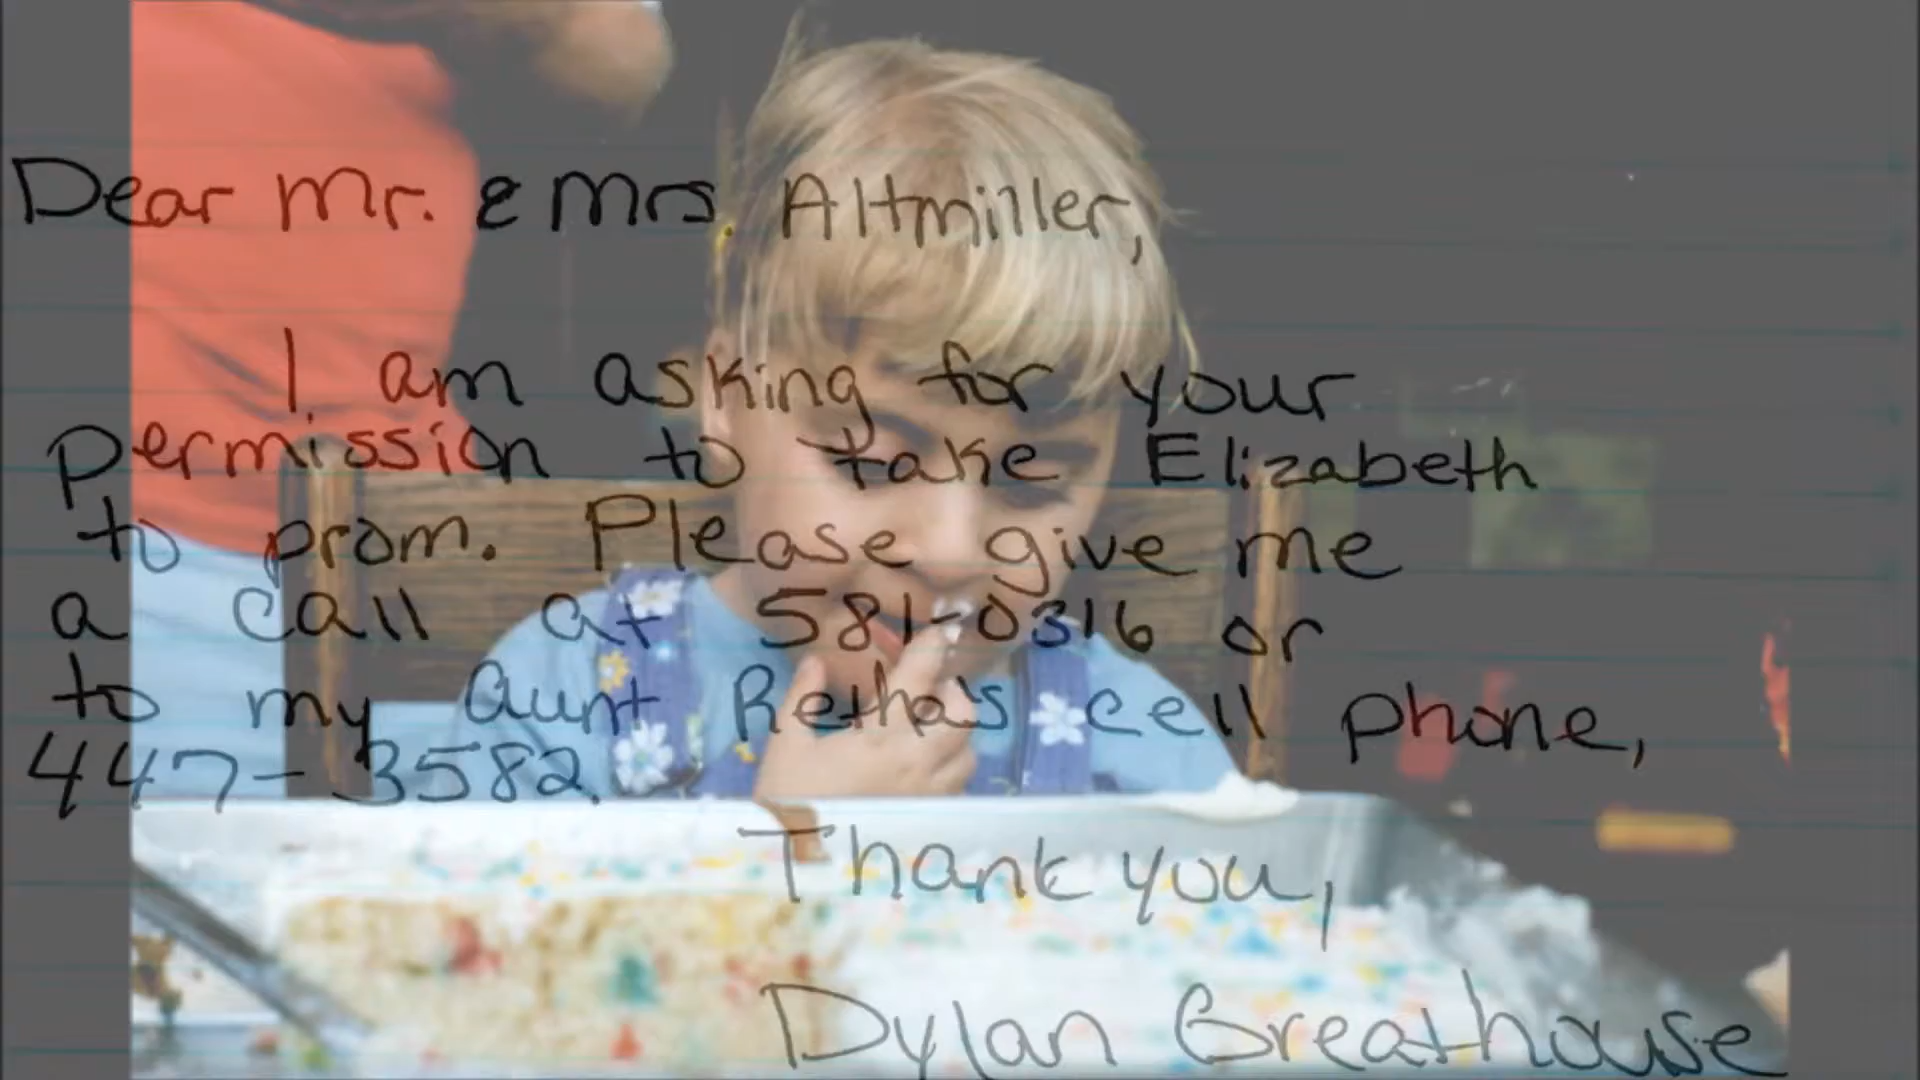 Dear Mr. & Mrs. Altmiller,
I am asking for your
permission to take Elizabeth
to prom. Please give me
a call at 581-0316 or
to my aunt Retha's cell phone,
447-3582.
Thank you,
Dylan Greathouse